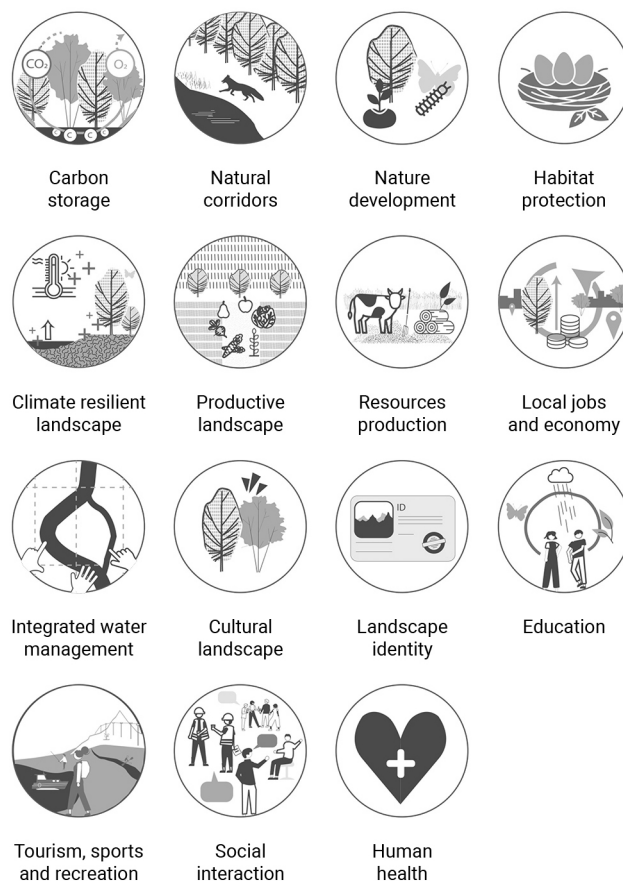 CO₂
O₂
C C C C
Carbon
storage
Natural
corridors
Nature
development
Habitat
protection
Climate resilient
landscape
Productive
landscape
Resources
production
Local jobs
and economy
ID
Integrated water
management
Cultural
landscape
Landscape
identity
Education
Tourism, sports
and recreation
Social
interaction
Human
health